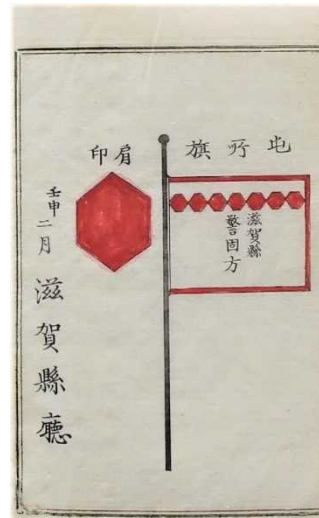 屯所旗
滋賀縣
警固方
肩印
壬申二月
滋賀縣廳